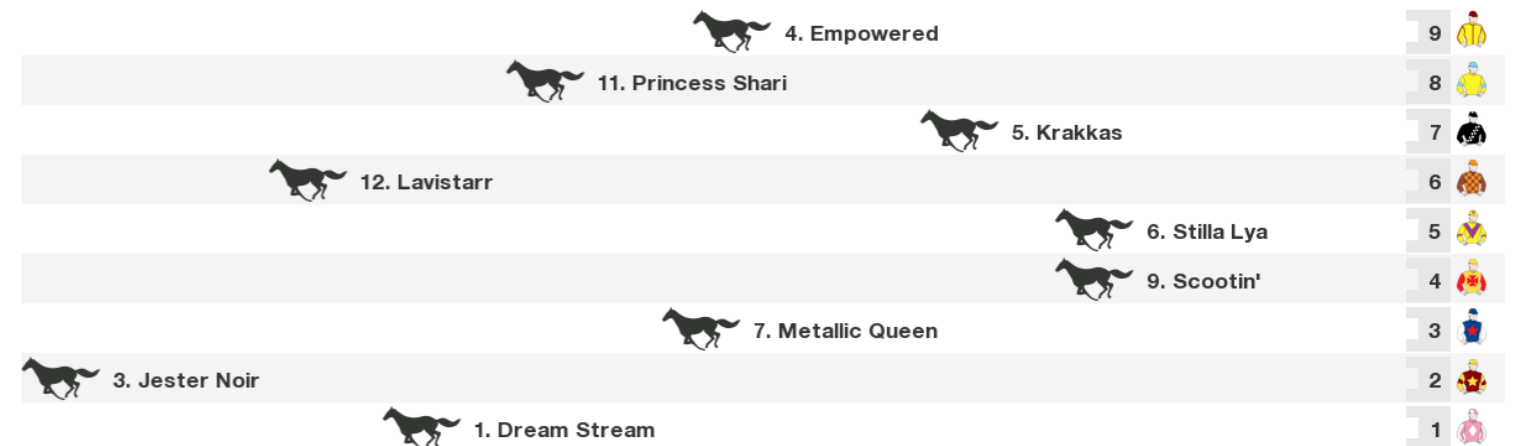 4. Empowered 9
11. Princess Shari 8
5. Krakkas 7
12. Lavistarr 6
6. Stilla Lya 5
9. Scootin' 4
7. Metallic Queen 3
3. Jester Noir 2
1. Dream Stream 1